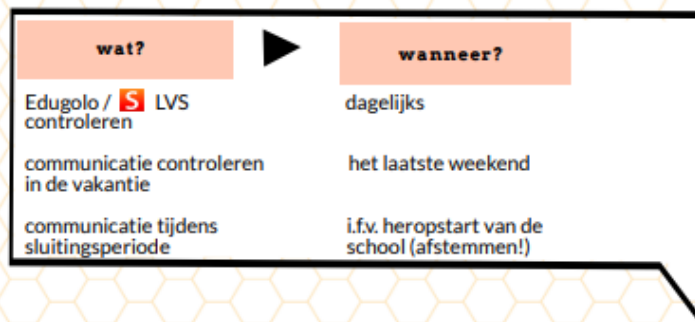 wat?
wanneer?
Edugolo / S LVS
controleren
dagelijks
communicatie controleren
in de vakantie
het laatste weekend
communicatie tijdens
sluitingsperiode
i.f.v. heropstart van de
school (afstemmen!)